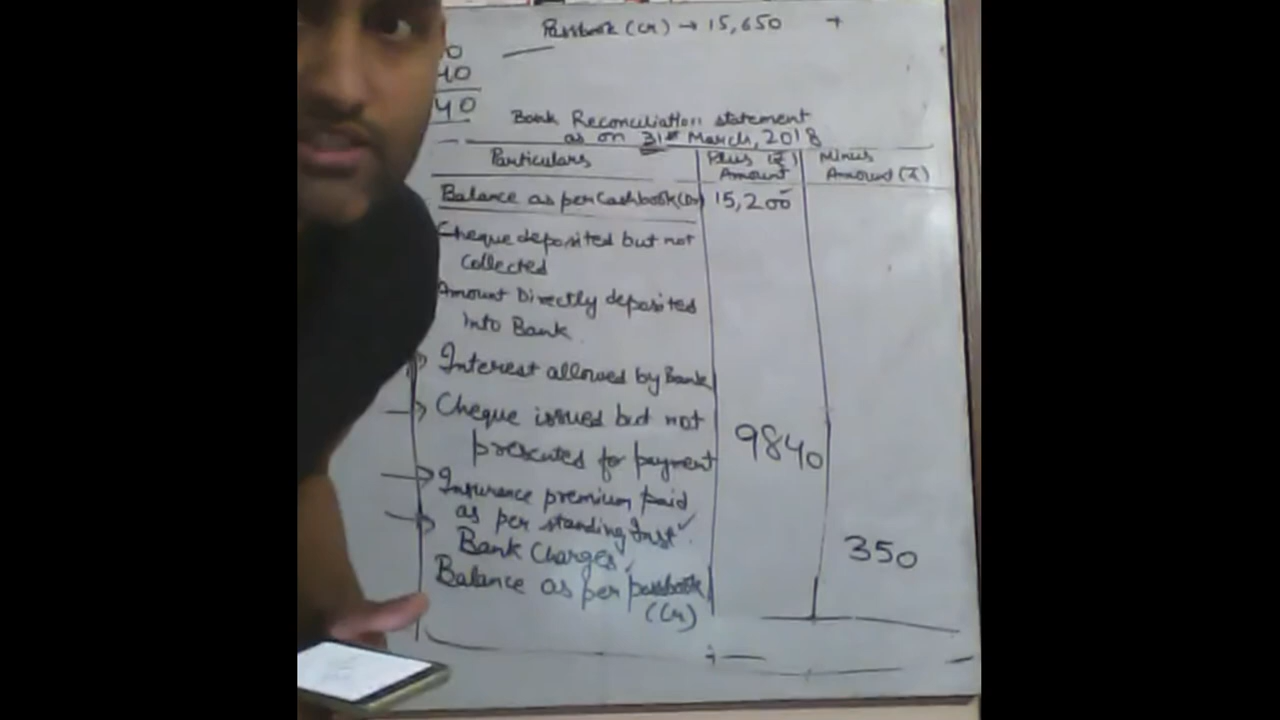 Passbook (Cr) → 15,650 +
0
40
40
Bank Reconciliation statement
as on 31st March, 2018
Particulars Plus (₹) Amount Minus Amount (₹)
Balance as per Cashbook (Dr) 15,200
Cheque deposited but not
Collected
Amount Directly deposited
Into Bank
Interest allowed by Bank
Cheque issued but not
presented for payment 9840
Insurance premium paid
as per standing Inst
Bank Charges 350
Balance as per passbook
(Cr)